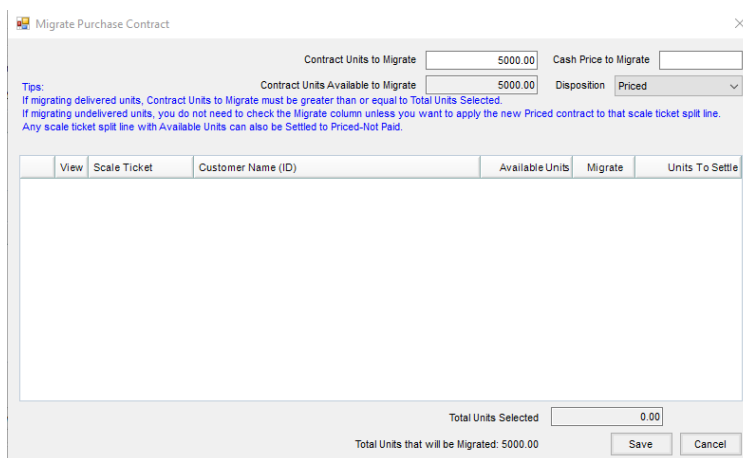 Migrate Purchase Contract
Contract Units to Migrate 5000.00 Cash Price to Migrate
Contract Units Available to Migrate 5000.00 Disposition Priced
Tips:
If migrating delivered units, Contract Units to Migrate must be greater than or equal to Total Units Selected.
If migrating undelivered units, you do not need to check the Migrate column unless you want to apply the new Priced contract to that scale ticket split line.
Any scale ticket split line with Available Units can also be Settled to Priced-Not Paid.
View Scale Ticket Customer Name (ID) Available Units Migrate Units To Settle
Total Units Selected 0.00
Total Units that will be Migrated: 5000.00 Save Cancel